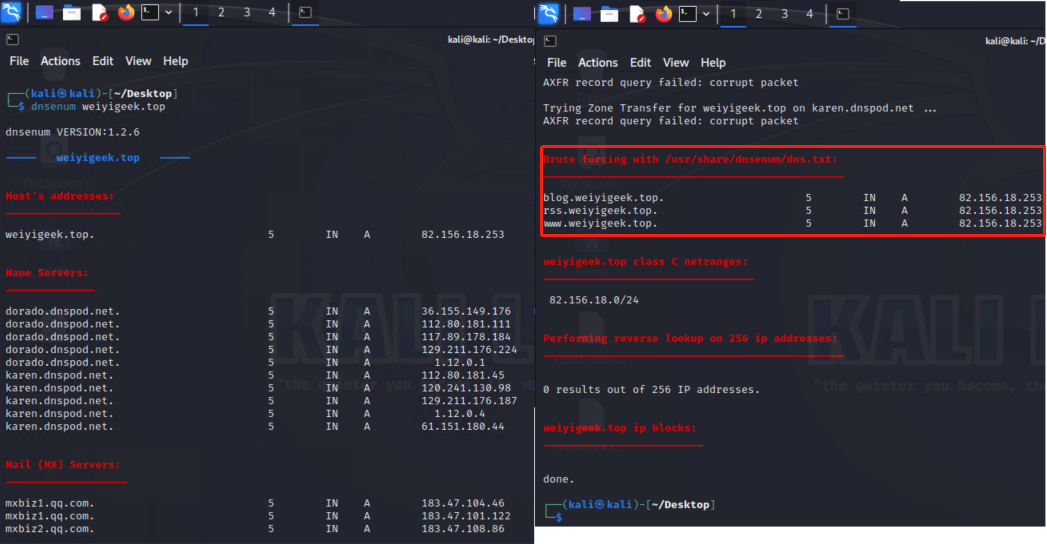 1 2 3 4
kali@kali: ~/Deskto
File Actions Edit View Help
(kali㉿kali)-[~/Desktop]
$ dnsenum weiyigeek.top
dnsenum VERSION:1.2.6
----- weiyigeek.top -----
Host's addresses:
weiyigeek.top. 5 IN A 82.156.18.253
Name Servers:
dorado.dnspod.net. 5 IN A 36.155.149.176
dorado.dnspod.net. 5 IN A 112.80.181.111
dorado.dnspod.net. 5 IN A 117.89.178.184
dorado.dnspod.net. 5 IN A 129.211.176.224
dorado.dnspod.net. 5 IN A 1.12.0.1
karen.dnspod.net. 5 IN A 112.80.181.45
karen.dnspod.net. 5 IN A 120.241.130.98
karen.dnspod.net. 5 IN A 129.211.176.187
karen.dnspod.net. 5 IN A 1.12.0.4
karen.dnspod.net. 5 IN A 61.151.180.44
Mail (MX) Servers:
mxbiz1.qq.com. 5 IN A 183.47.104.46
mxbiz1.qq.com. 5 IN A 183.47.101.122
mxbiz2.qq.com. 5 IN A 183.47.108.86
1 2 3 4
kali@kali: ~/D
File Actions Edit View Help
AXFR record query failed: corrupt packet
Trying Zone Transfer for weiyigeek.top on karen.dnspod.net ...
AXFR record query failed: corrupt packet
Brute forcing with /usr/share/dnsenum/dns.txt:
blog.weiyigeek.top. 5 IN A 82.156.18.253
rss.weiyigeek.top. 5 IN A 82.156.18.253
www.weiyigeek.top. 5 IN A 82.156.18.253
weiyigeek.top class C netranges:
82.156.18.0/24
Performing reverse lookup on 256 ip addresses:
KALI L
"the quieter you become, th
0 results out of 256 IP addresses.
weiyigeek.top ip blocks:
done.
(kali㉿kali)-[~/Desktop]
$